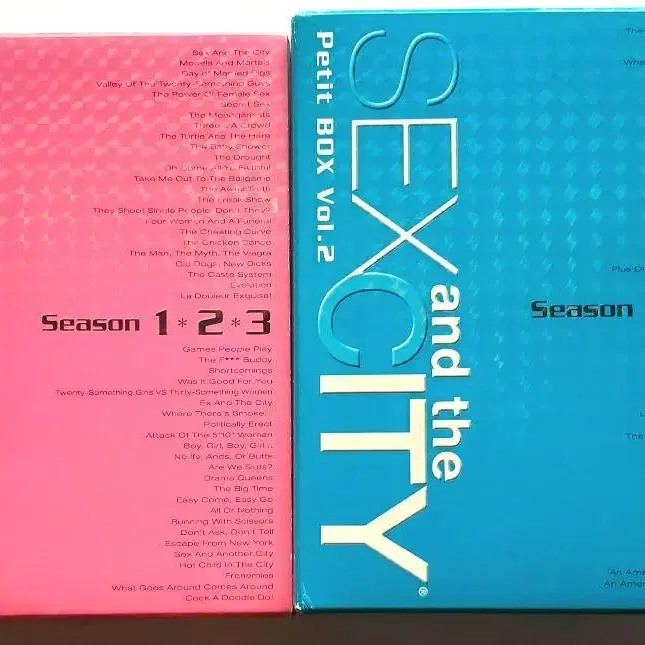 Sex And The City
Models And Mortals
Bay of Married Pigs
Valley Of The Twenty-Something Guys
The Power Of Female Sex
Secret Sex
The Monogamists
Three's A Crowd
The Turtle And The Hare
The Baby Shower
The Drought
Oh Come All Ye Faithful
Take Me Out To The Ballgame
The Awful Truth
The Freak Show
They Shoot Single People, Don't They?
Four Women And A Funeral
The Cheating Curve
The Chicken Dance
The Man, The Myth, The Viagra
Old Dogs, New Dicks
The Caste System
Evolution
La Douleur Exquise!
Season 1*2*3
Games People Play
The F*** Buddy
Shortcomings
Was It Good For You
Twenty-Something Girls VS Thirty-Something Women
Ex And The City
Where There's Smoke...
Politically Erect
Attack Of The 5'10" Woman
Boy, Girl, Boy, Girl...
No Ifs, Ands, Or Butts
Are We Sluts?
Drama Queens
The Big Time
Easy Come, Easy Go
All Or Nothing
Running With Scissors
Don't Ask, Don't Tell
Escape From New York
Sex And Another City
Hot Child In The City
Frenemies
What Goes Around Comes Around
Cock A Doodle Do!
Petit BOX Vol.2
SEX and the CITY®
The
Plus O
Season
The
An Ame
An Amer